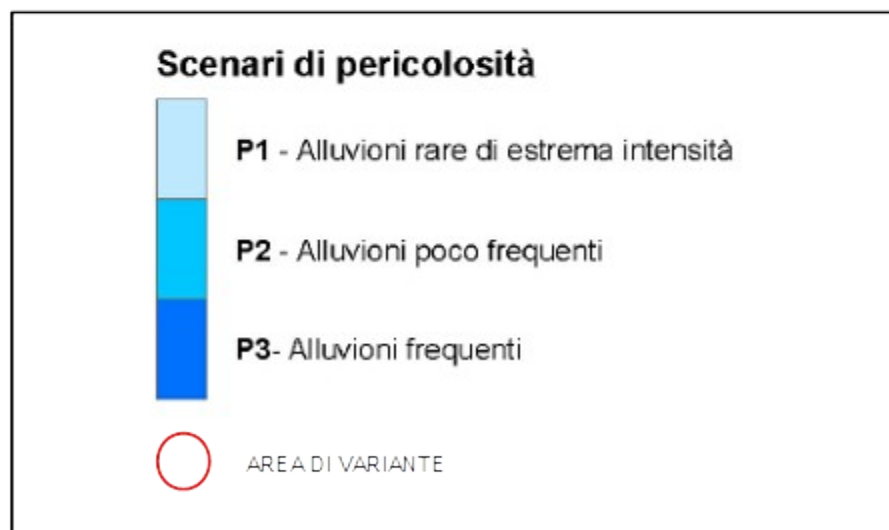 Scenari di pericolosità
P1 - Alluvioni rare di estrema intensità
P2 - Alluvioni poco frequenti
P3- Alluvioni frequenti
AREA DI VARIANTE